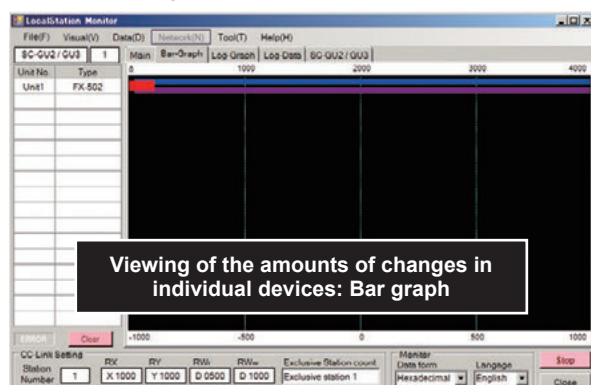 LocalStation Monitor
File(F) Visual(V) Data(D) Network(N) Tool(T) Help(H)
SC-GU2/GU3 1 Main Bar-Graph Log Graph Log Data SC-GU2/GU3
Unit No. Type 0 1000 2000 3000 4000
Unit1 FX-502
Viewing of the amounts of changes in
individual devices: Bar graph
ERROR Clear -1000 -500 0 500 1000
CC-Link Setting Monitor
Station Number 1 RX RY RWr RWw Exclusive Station count Data form Langage Stop
X 1000 Y 1000 D 0500 D 1000 Exclusive station 1 Hexadecimal English Close